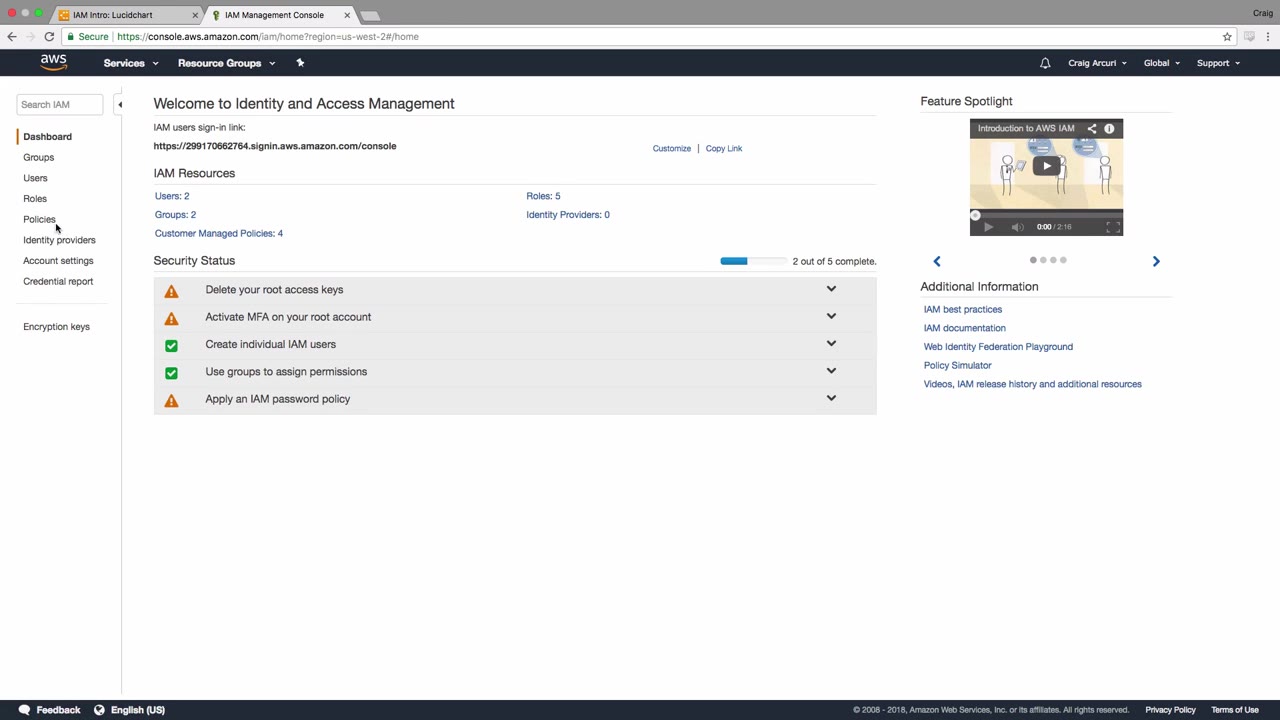 IAM Intro: Lucidchart
IAM Management Console
Craig
Secure
https://console.aws.amazon.com/iam/home?region=us-west-2#/home
aws
Services
Resource Groups
Craig Arcuri
Global
Support
Search IAM
Dashboard
Groups
Users
Roles
Policies
Identity providers
Account settings
Credential report
Encryption keys
Welcome to Identity and Access Management
IAM users sign-in link:
https://299170662764.signin.aws.amazon.com/console
Customize | Copy Link
IAM Resources
Users: 2
Roles: 5
Groups: 2
Identity Providers: 0
Customer Managed Policies: 4
Security Status
2 out of 5 complete.
Delete your root access keys
Activate MFA on your root account
Create individual IAM users
Use groups to assign permissions
Apply an IAM password policy
Feature Spotlight
Introduction to AWS IAM
0:00 / 2:16
Additional Information
IAM best practices
IAM documentation
Web Identity Federation Playground
Policy Simulator
Videos, IAM release history and additional resources
Feedback
English (US)
© 2008 - 2018, Amazon Web Services, Inc. or its affiliates. All rights reserved.
Privacy Policy
Terms of Use